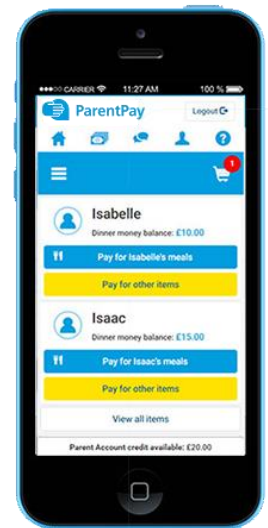 CARRIER 11:27 AM 100 %
ParentPay Logout
?
1
Isabelle
Dinner money balance: £10.00
Pay for Isabelle's meals
Pay for other items
Isaac
Dinner money balance: £15.00
Pay for Isaac's meals
Pay for other items
View all items
Parent Account credit available: £20.00